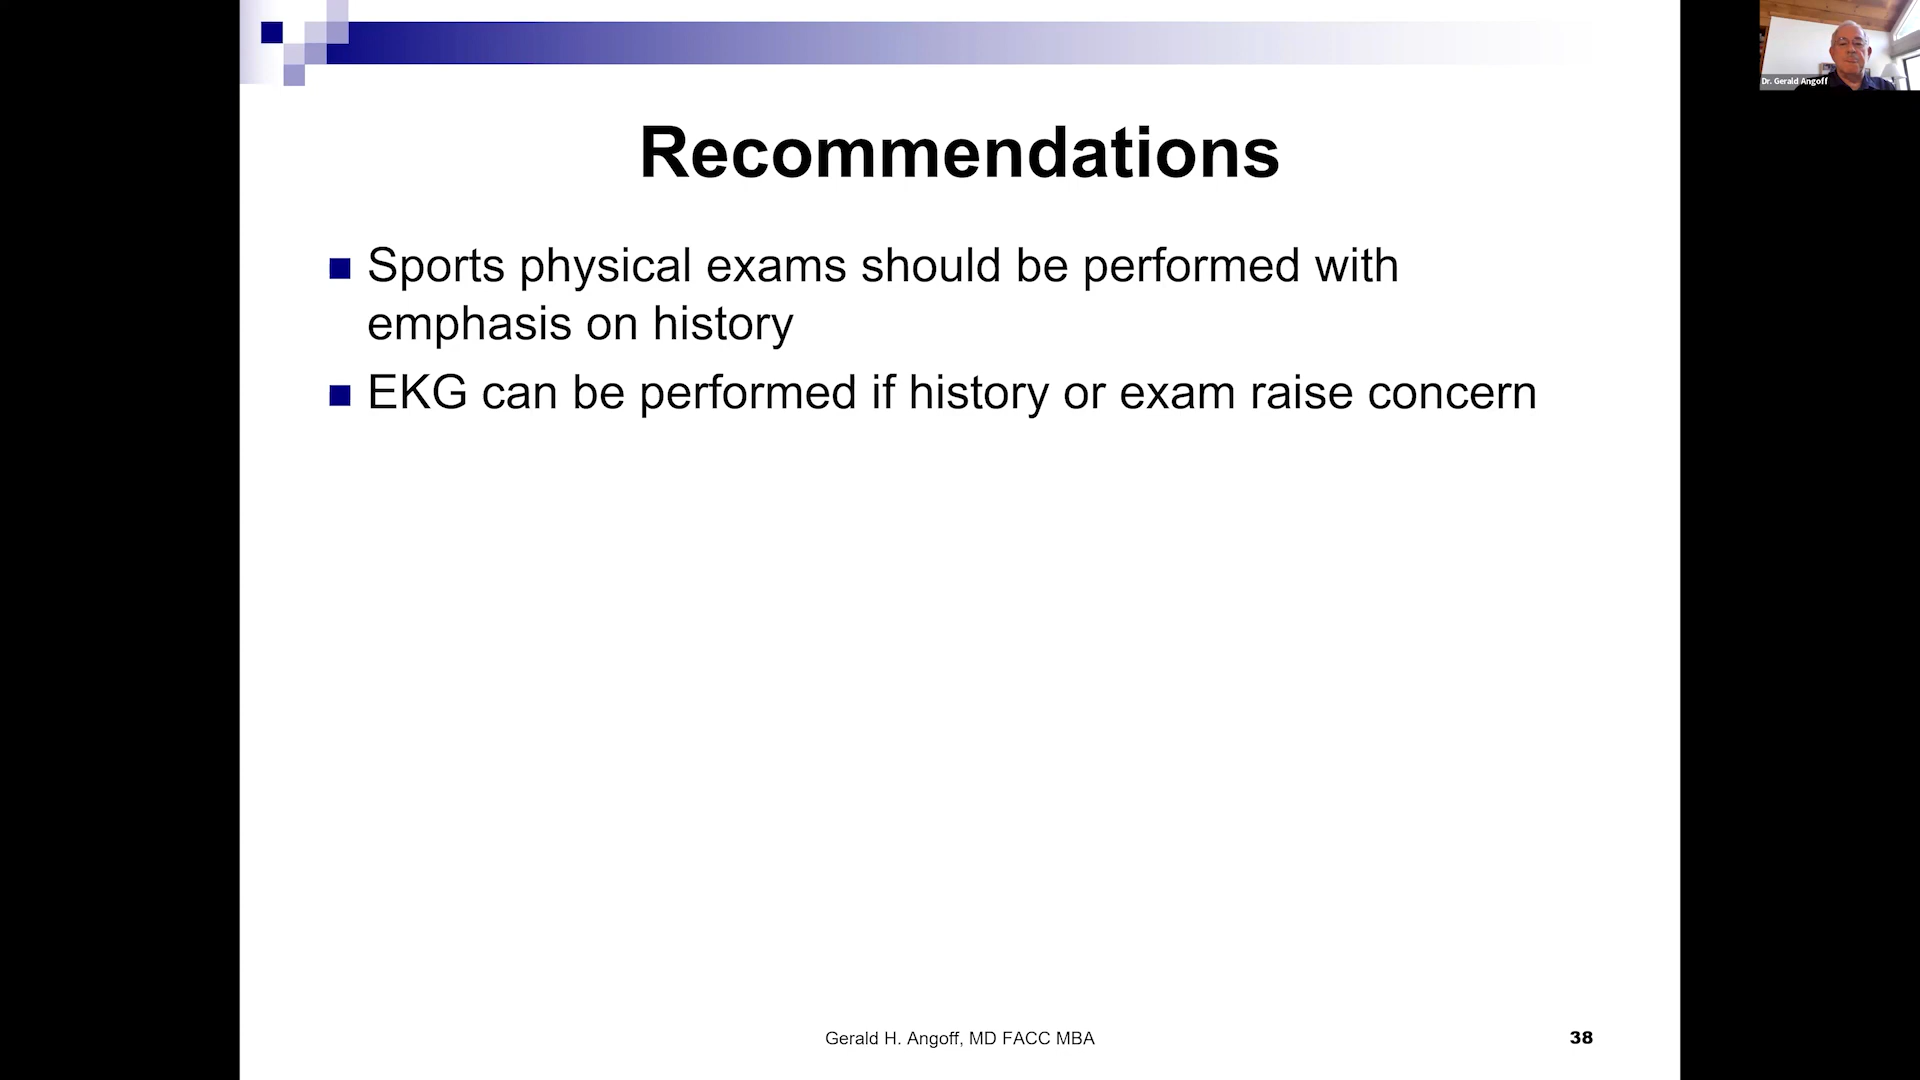 Dr. Gerald Angoff
Recommendations
Sports physical exams should be performed with
emphasis on history
EKG can be performed if history or exam raise concern
Gerald H. Angoff, MD FACC MBA
38